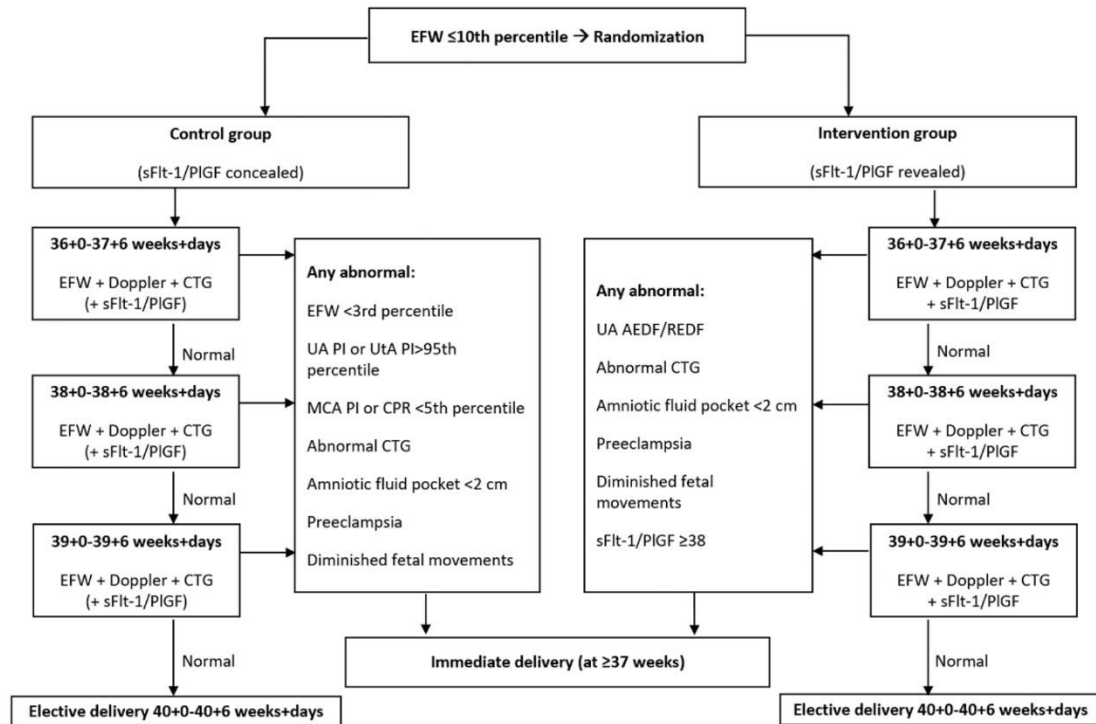 EFW ≤10th percentile → Randomization
Control group
(sFlt-1/PlGF concealed)
Intervention group
(sFlt-1/PlGF revealed)
36+0-37+6 weeks+days
EFW + Doppler + CTG
(+ sFlt-1/PlGF)
Normal
38+0-38+6 weeks+days
EFW + Doppler + CTG
(+ sFlt-1/PlGF)
Normal
39+0-39+6 weeks+days
EFW + Doppler + CTG
(+ sFlt-1/PlGF)
Normal
Elective delivery 40+0-40+6 weeks+days
Any abnormal:
EFW <3rd percentile
UA PI or UtA PI>95th
percentile
MCA PI or CPR <5th percentile
Abnormal CTG
Amniotic fluid pocket <2 cm
Preeclampsia
Diminished fetal movements
Any abnormal:
UA AEDF/REDF
Abnormal CTG
Amniotic fluid pocket <2 cm
Preeclampsia
Diminished fetal
movements
sFlt-1/PlGF ≥38
36+0-37+6 weeks+days
EFW + Doppler + CTG
+ sFlt-1/PlGF
Normal
38+0-38+6 weeks+days
EFW + Doppler + CTG
+ sFlt-1/PlGF
Normal
39+0-39+6 weeks+days
EFW + Doppler + CTG
+ sFlt-1/PlGF
Normal
Immediate delivery (at ≥37 weeks)
Elective delivery 40+0-40+6 weeks+days